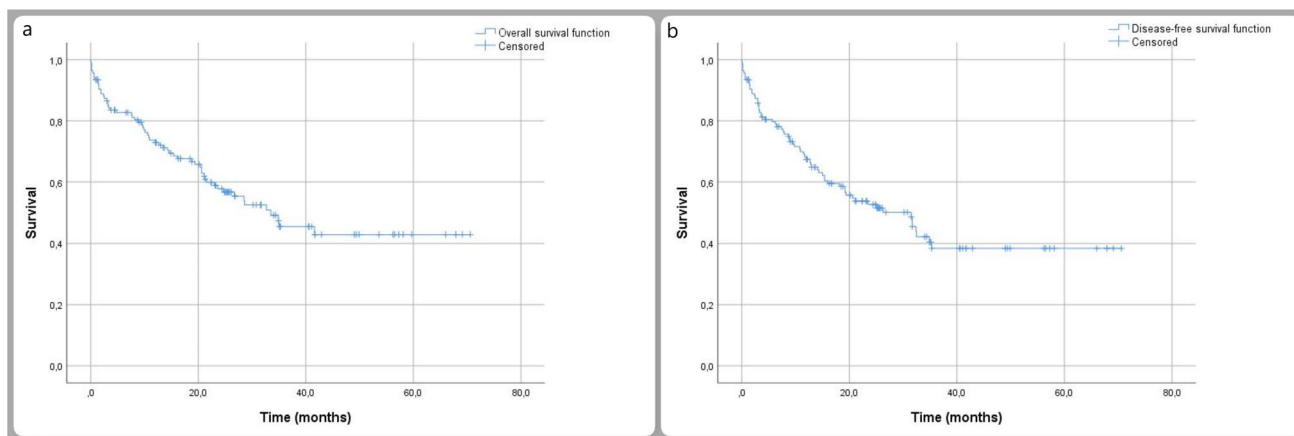 a
Overall survival function
Censored
1,0
0,8
0,6
0,4
0,2
0,0
Survival
,0
20,0
40,0
60,0
80,0
Time (months)
b
Disease-free survival function
Censored
1,0
0,8
0,6
0,4
0,2
0,0
Survival
,0
20,0
40,0
60,0
80,0
Time (months)